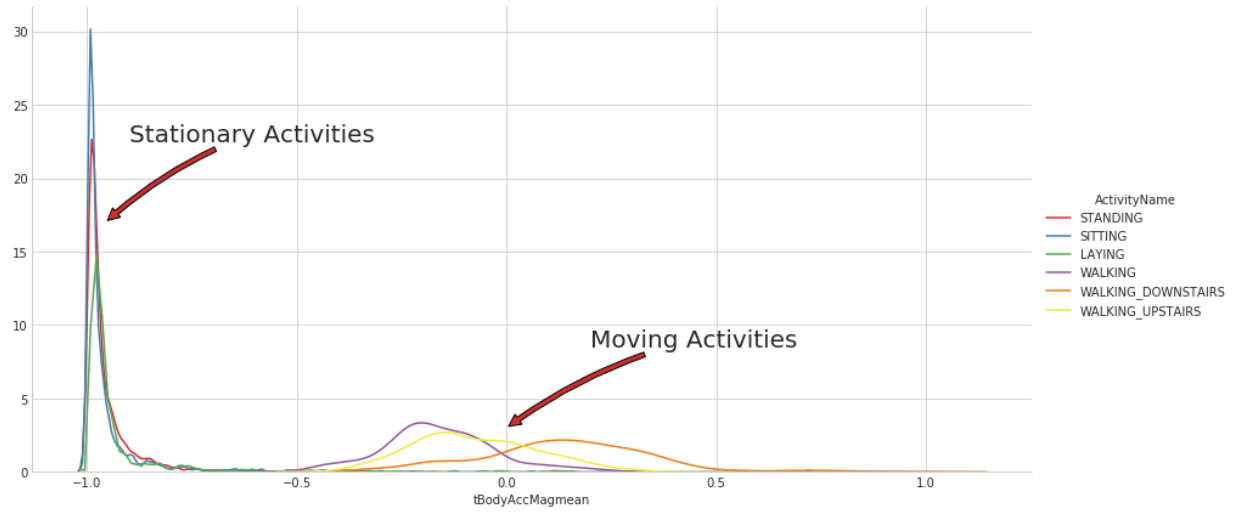 30
25
20
15
10
5
0
Stationary Activities
Moving Activities
−1.0
−0.5
0.0
0.5
1.0
tBodyAccMagmean
ActivityName
STANDING
SITTING
LAYING
WALKING
WALKING_DOWNSTAIRS
WALKING_UPSTAIRS